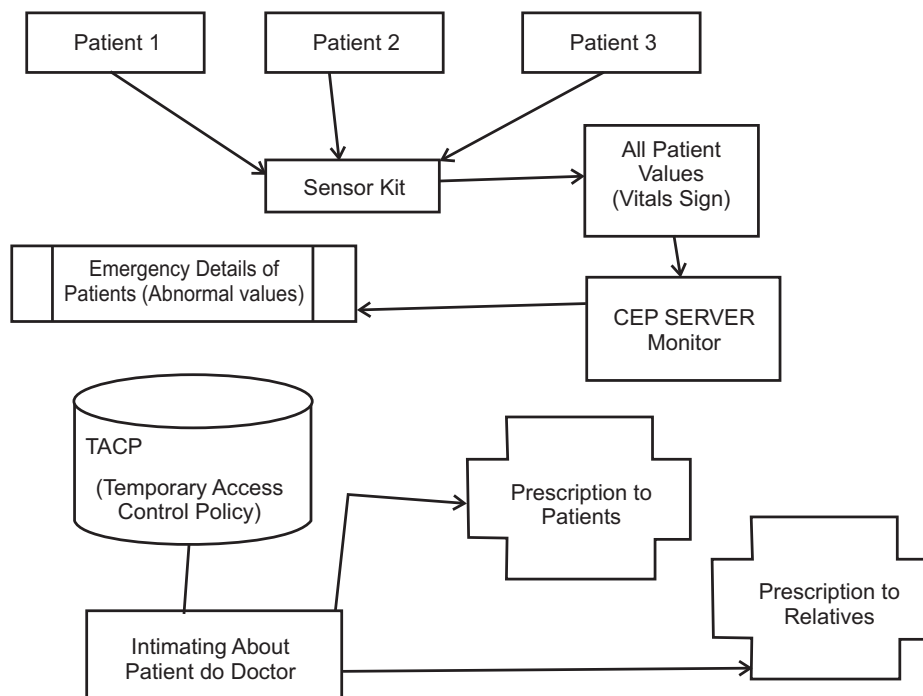 Patient 1
Patient 2
Patient 3
Sensor Kit
All Patient
Values
(Vitals Sign)
Emergency Details of
Patients (Abnormal values)
CEP SERVER
Monitor
TACP
(Temporary Access
Control Policy)
Prescription to
Patients
Prescription to
Relatives
Intimating About
Patient do Doctor